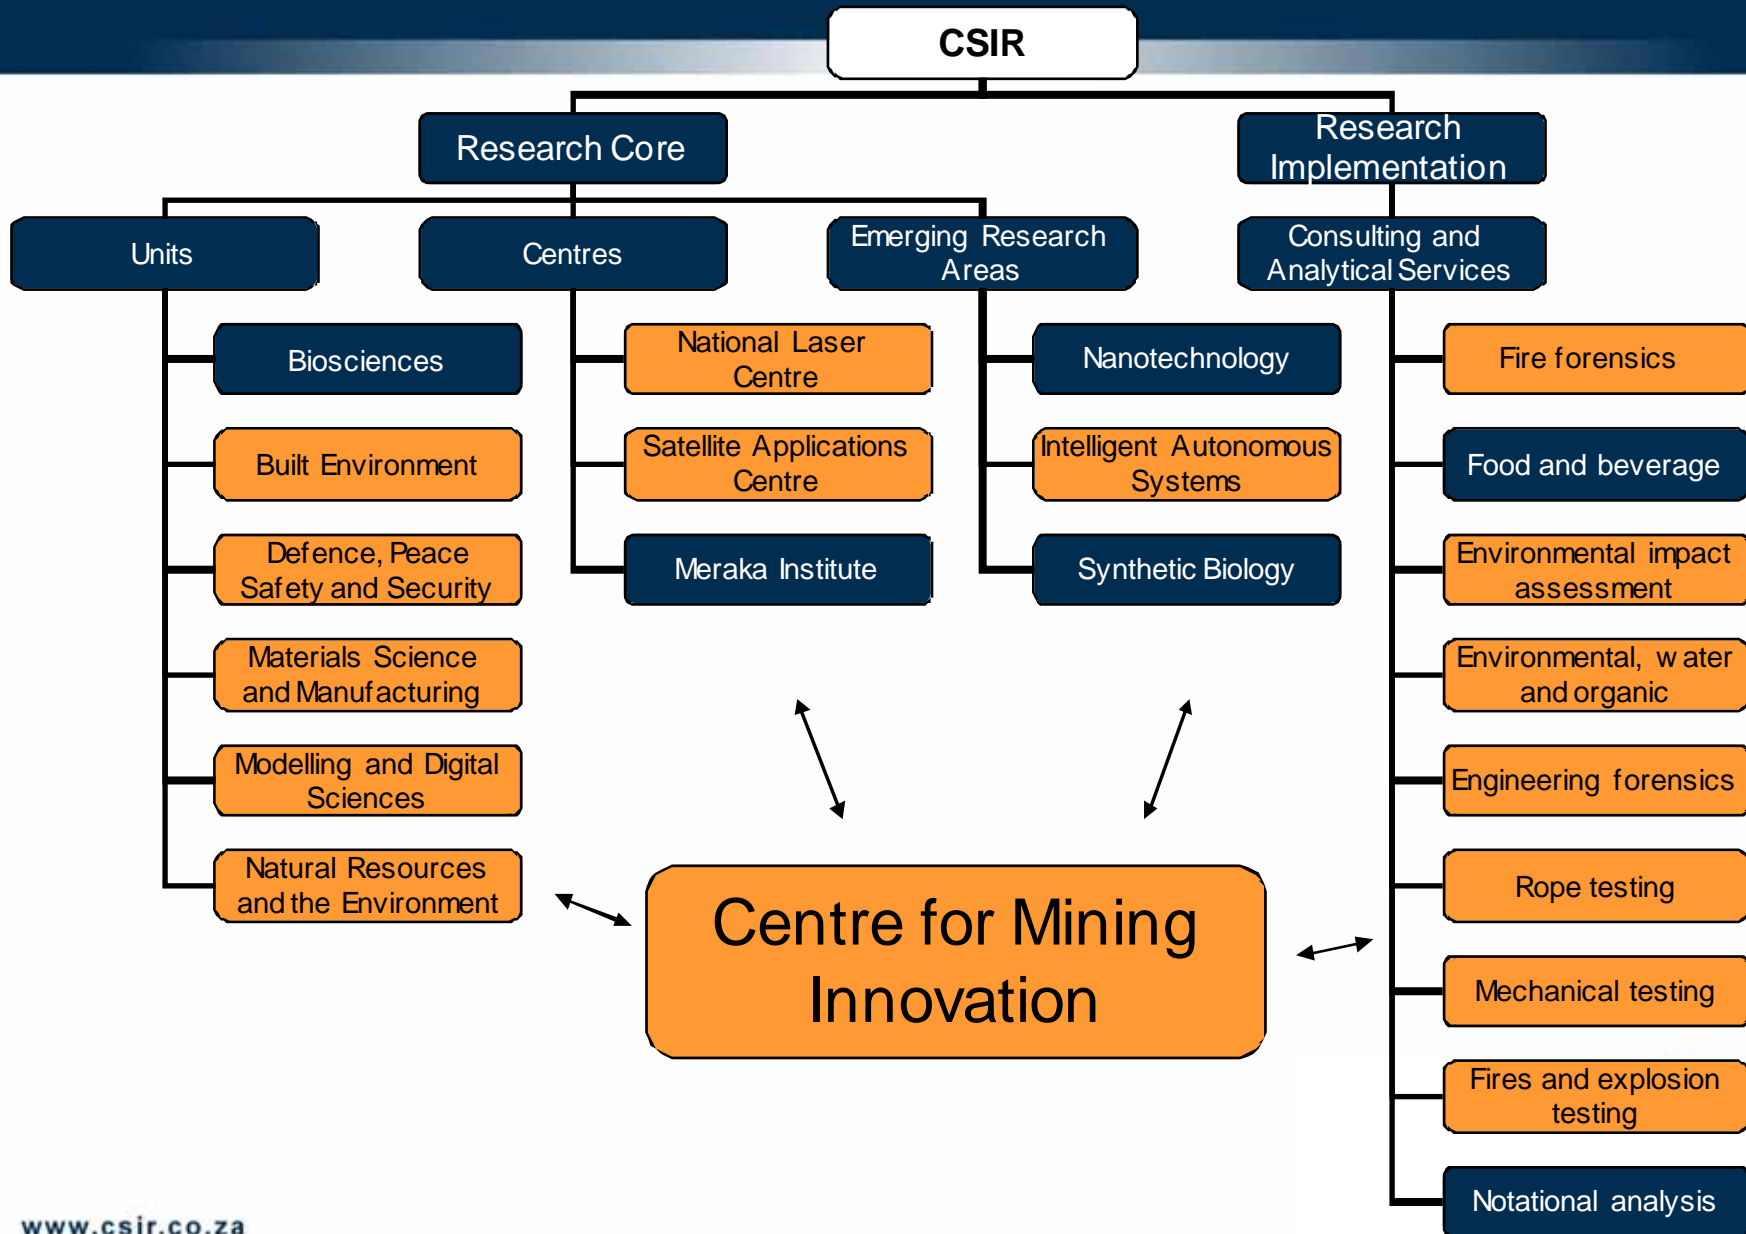 CSIR
Research Core
Research
Implementation
Units
Centres
Emerging Research
Areas
Consulting and
Analytical Services
Biosciences
Built Environment
Defence, Peace
Safety and Security
Materials Science
and Manufacturing
Modelling and Digital
Sciences
Natural Resources
and the Environment
National Laser
Centre
Satellite Applications
Centre
Meraka Institute
Nanotechnology
Intelligent Autonomous
Systems
Synthetic Biology
Fire forensics
Food and beverage
Environmental impact
assessment
Environmental, water
and organic
Engineering forensics
Rope testing
Mechanical testing
Fires and explosion
testing
Notational analysis
Centre for Mining
Innovation
www.csir.co.za